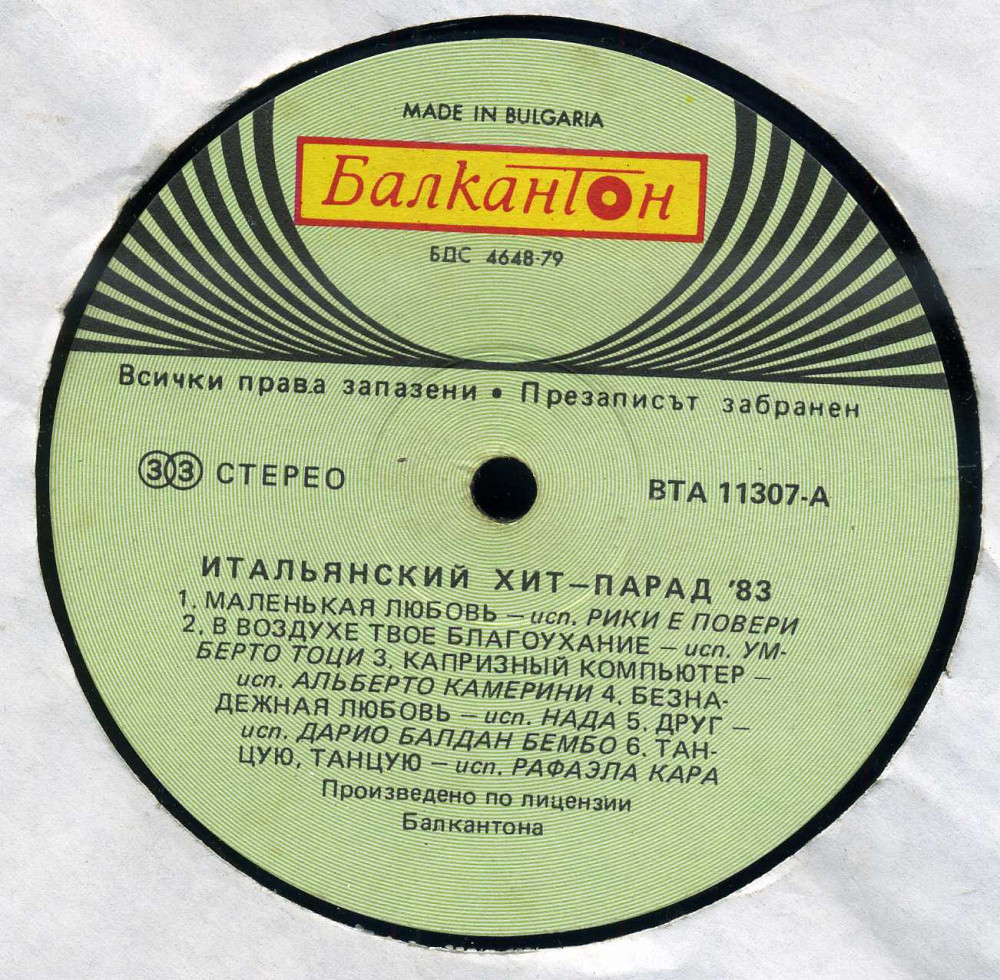 MADE IN BULGARIA
Балкантон
БДС 4648-79
Всички права запазени • Презаписът забранен
33 СТЕРЕО
ВТА 11307-А
ИТАЛЬЯНСКИЙ ХИТ–ПАРАД '83
1. МАЛЕНЬКАЯ ЛЮБОВЬ – исп. РИКИ Е ПОВЕРИ
2. В ВОЗДУХЕ ТВОЕ БЛАГОУХАНИЕ – исп. УМ-
БЕРТО ТОЦИ 3. КАПРИЗНЫЙ КОМПЬЮТЕР –
исп. АЛЬБЕРТО КАМЕРИНИ 4. БЕЗНА-
ДЕЖНАЯ ЛЮБОВЬ – исп. НАДА 5. ДРУГ –
исп. ДАРИО БАЛДАН БЕМБО 6. ТАН-
ЦУЮ, ТАНЦУЮ – исп. РАФАЭЛА КАРА
Произведено по лицензии
Балкантона